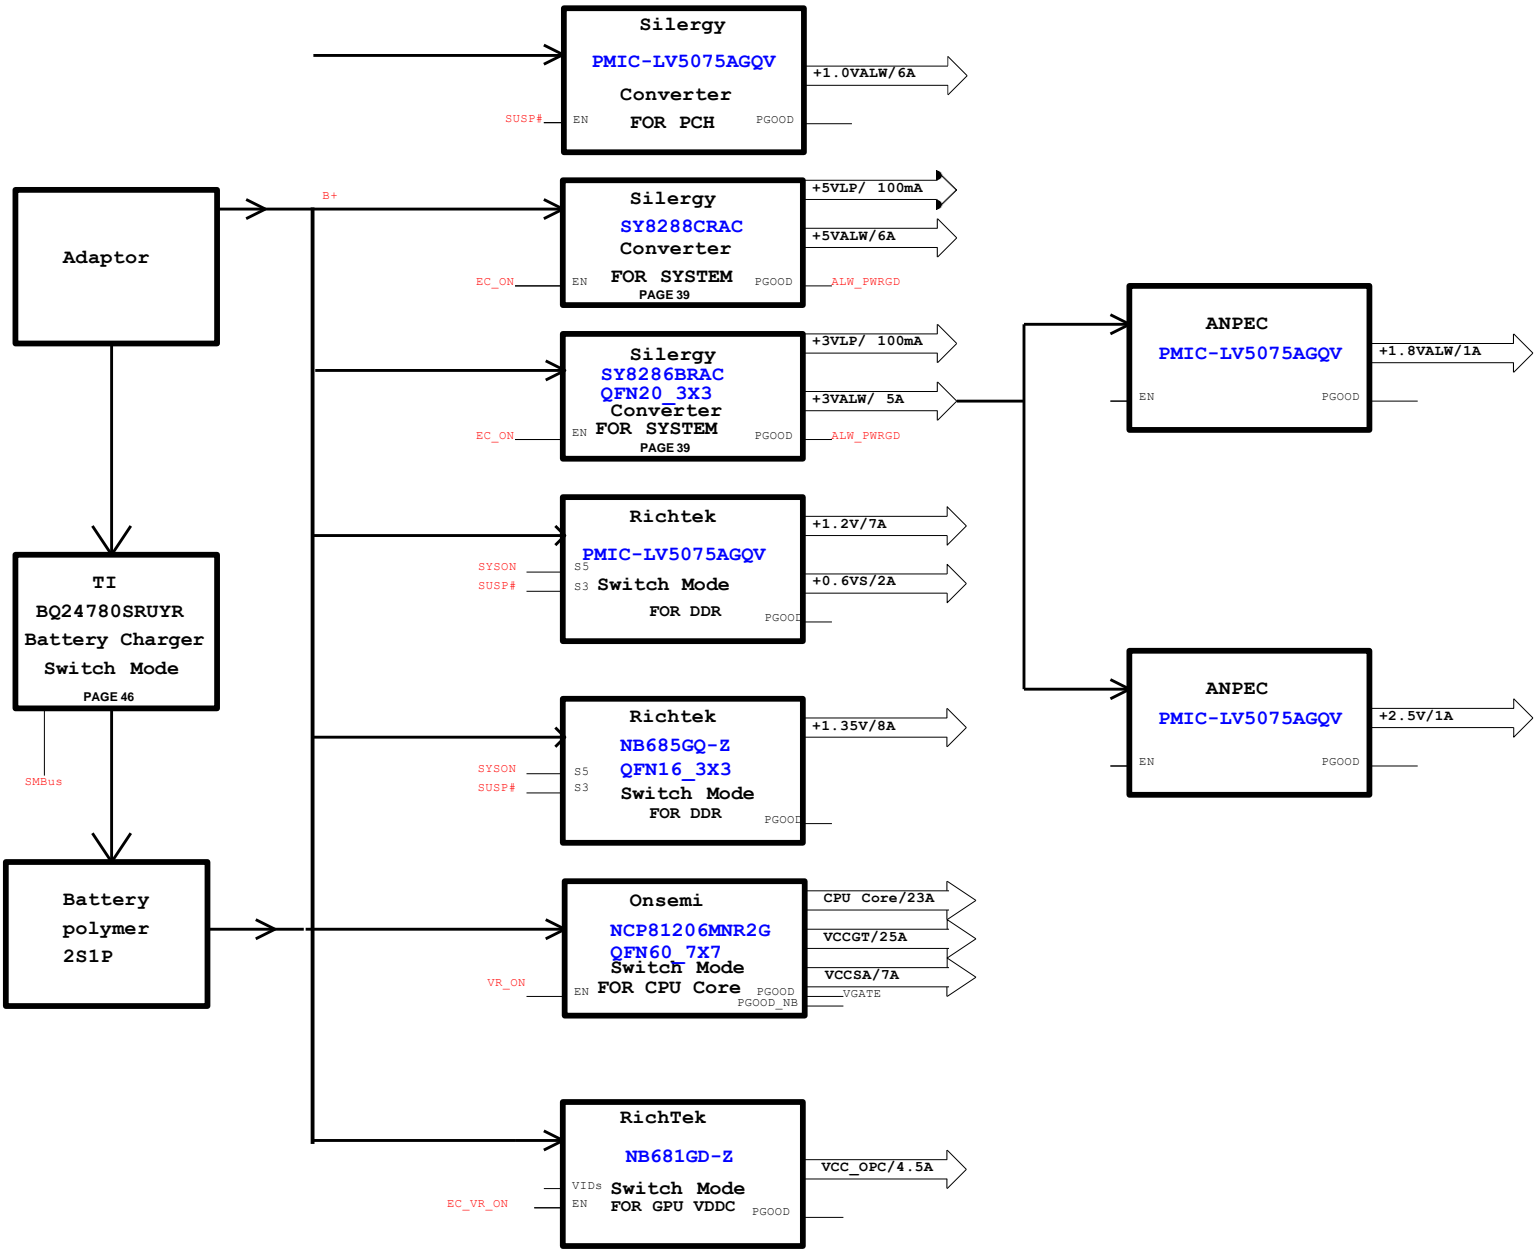 Silergy
PMIC-LV5075AGQV
Converter
FOR PCH
SUSP#
EN
PGOOD
+1.0VALW/6A
Adaptor
B+
Silergy
SY8288CRAC
Converter
FOR SYSTEM
PAGE 39
EC_ON
EN
PGOOD
ALW_PWRGD
+5VLP/ 100mA
+5VALW/6A
Silergy
SY8286BRAC
QFN20_3X3
Converter
FOR SYSTEM
PAGE 39
EC_ON
EN
PGOOD
ALW_PWRGD
+3VLP/ 100mA
+3VALW/ 5A
ANPEC
PMIC-LV5075AGQV
EN
PGOOD
+1.8VALW/1A
Richtek
PMIC-LV5075AGQV
Switch Mode
FOR DDR
SYSON
S5
SUSP#
S3
PGOOD
+1.2V/7A
+0.6VS/2A
TI
BQ24780SRUYR
Battery Charger
Switch Mode
PAGE 46
SMBus
ANPEC
PMIC-LV5075AGQV
EN
PGOOD
+2.5V/1A
Richtek
NB685GQ-Z
QFN16_3X3
Switch Mode
FOR DDR
SYSON
S5
SUSP#
S3
PGOOD
+1.35V/8A
Battery
polymer
2S1P
Onsemi
NCP81206MNR2G
QFN60_7X7
Switch Mode
FOR CPU Core
VR_ON
EN
PGOOD
VGATE
PGOOD_NB
CPU Core/23A
VCCGT/25A
VCCSA/7A
RichTek
NB681GD-Z
Switch Mode
FOR GPU VDDC
VIDs
EC_VR_ON
EN
PGOOD
VCC_OPC/4.5A